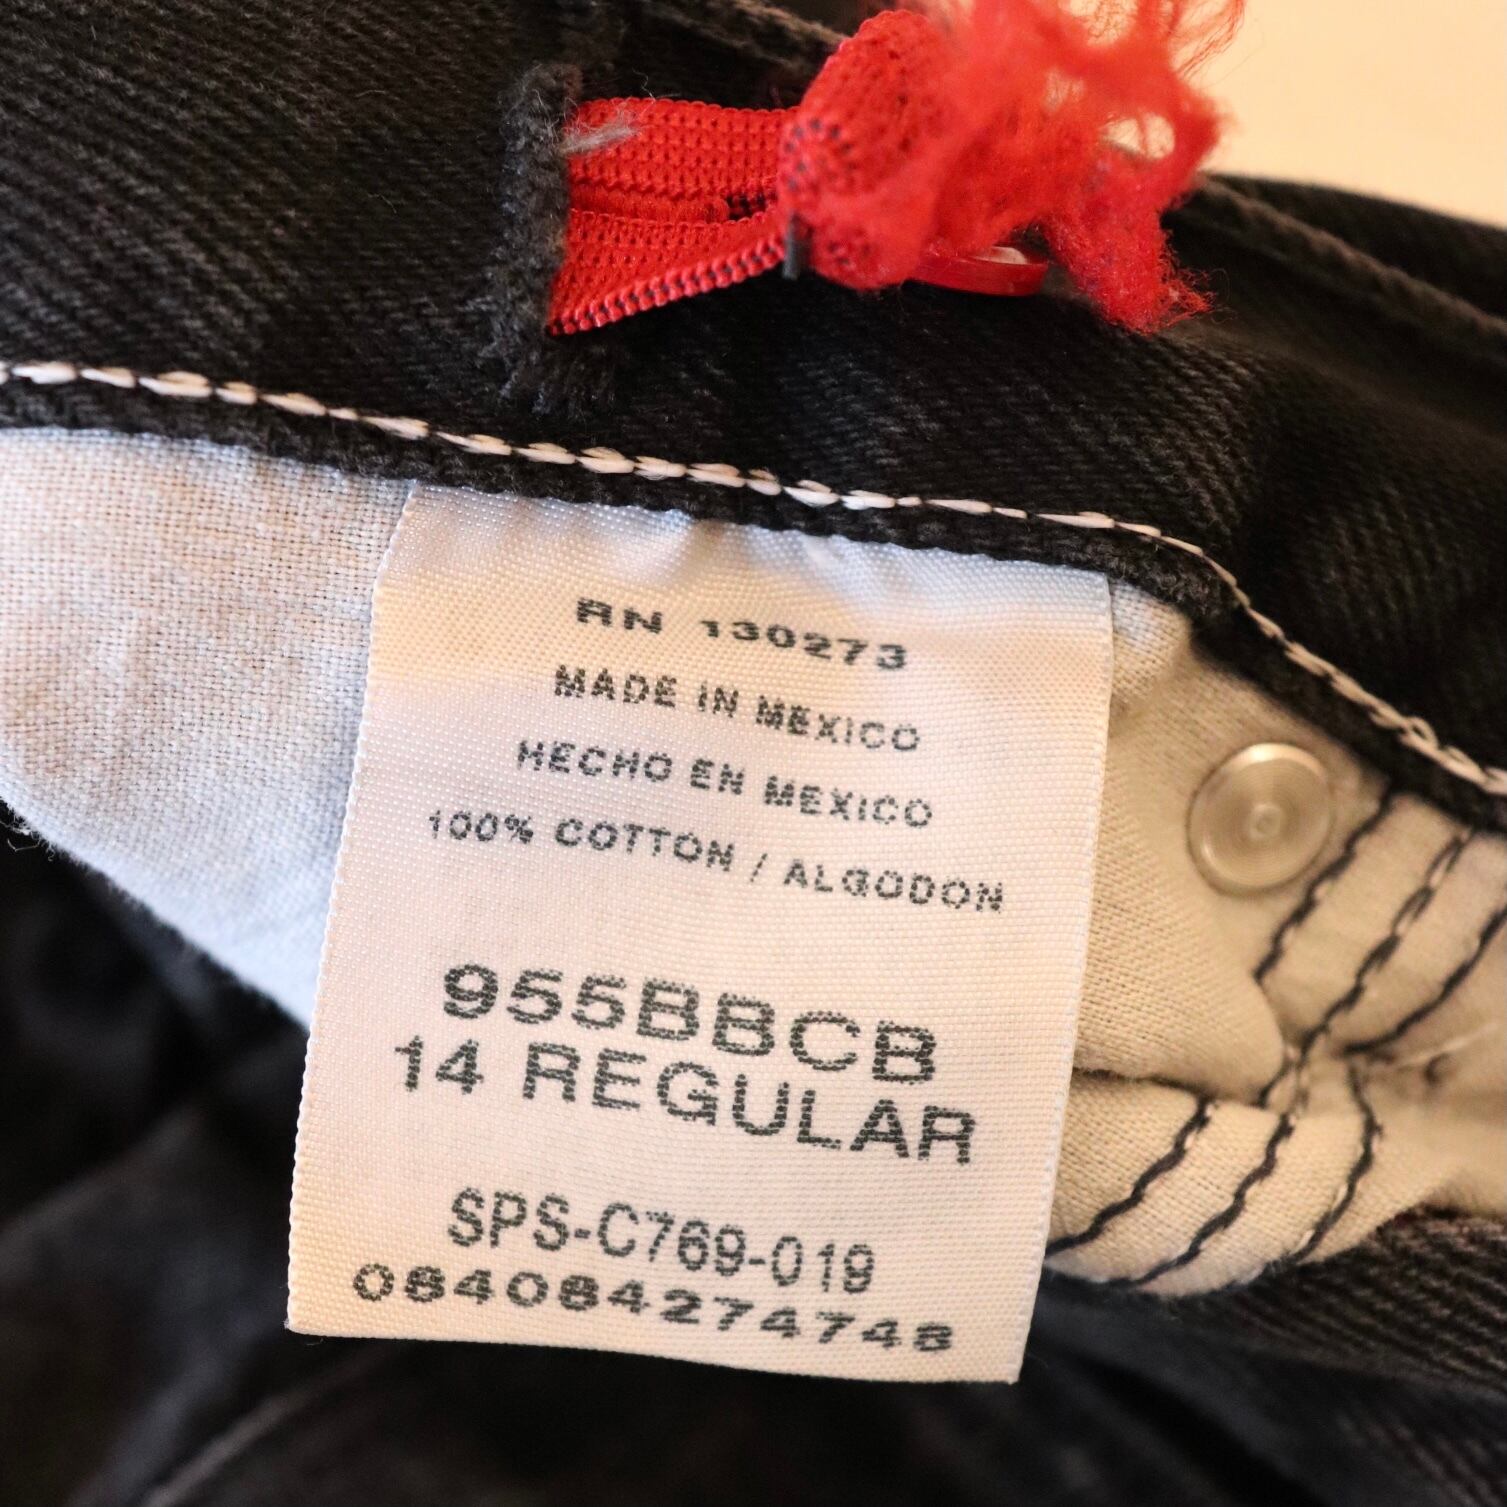 RN 130273
MADE IN MEXICO
HECHO EN MEXICO
100% COTTON / ALGODON
955BBCB
14 REGULAR
SPS-C769-019
084084274748